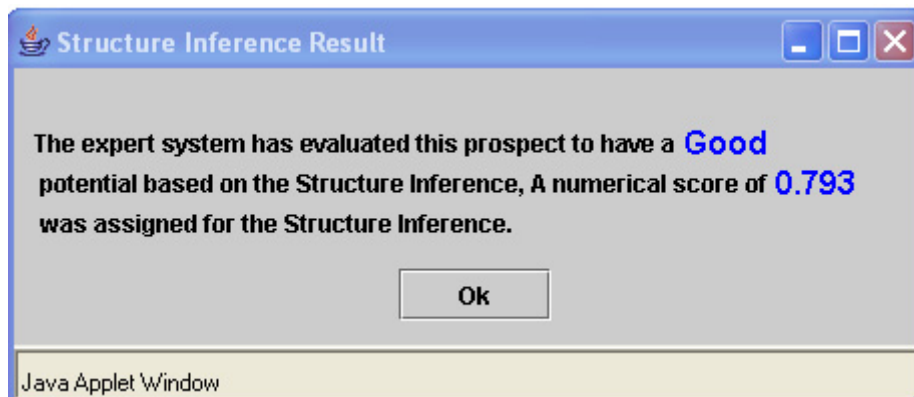 Structure Inference Result
The expert system has evaluated this prospect to have a Good
potential based on the Structure Inference, A numerical score of 0.793
was assigned for the Structure Inference.
Ok
Java Applet Window